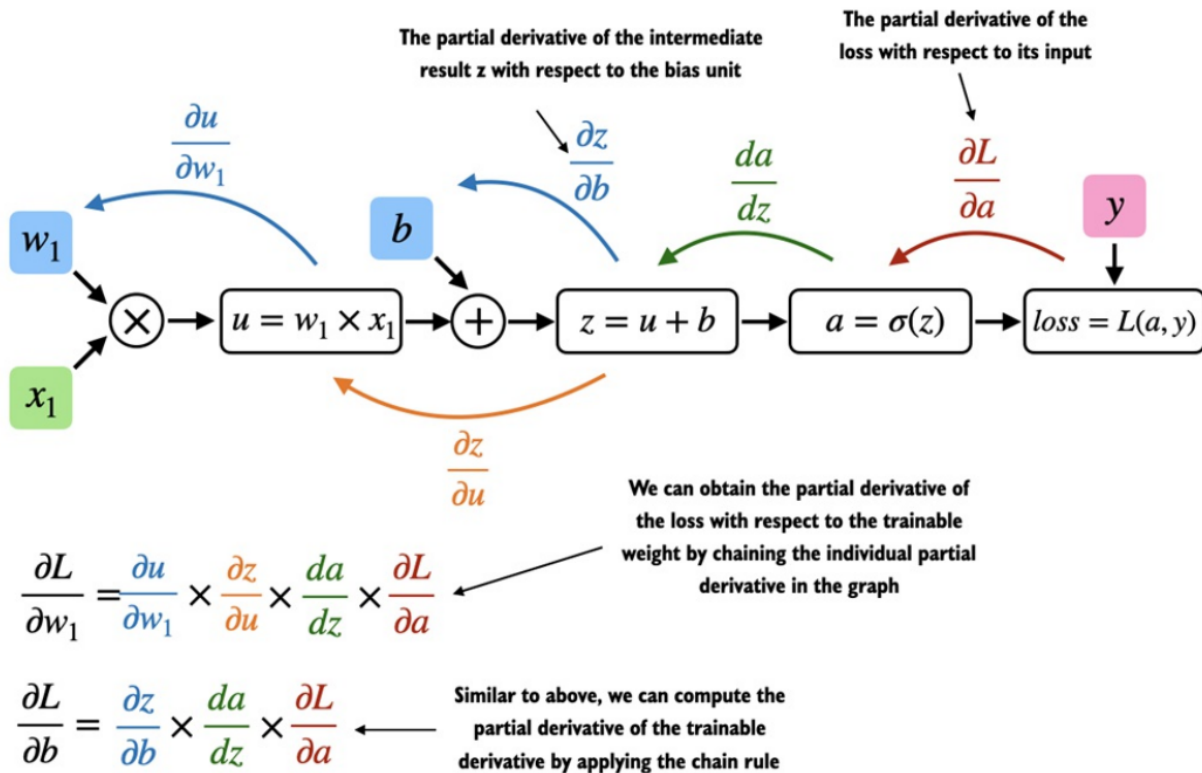 The partial derivative of the intermediate
result z with respect to the bias unit
The partial derivative of the
loss with respect to its input
∂u/∂w₁
∂z/∂b
da/dz
∂L/∂a
w₁
b
y
×
u = w₁ × x₁
+
z = u + b
a = σ(z)
loss = L(a, y)
x₁
∂z/∂u
We can obtain the partial derivative of
the loss with respect to the trainable
weight by chaining the individual partial
derivative in the graph
∂L/∂w₁ = ∂u/∂w₁ × ∂z/∂u × da/dz × ∂L/∂a
∂L/∂b = ∂z/∂b × da/dz × ∂L/∂a
Similar to above, we can compute the
partial derivative of the trainable
derivative by applying the chain rule